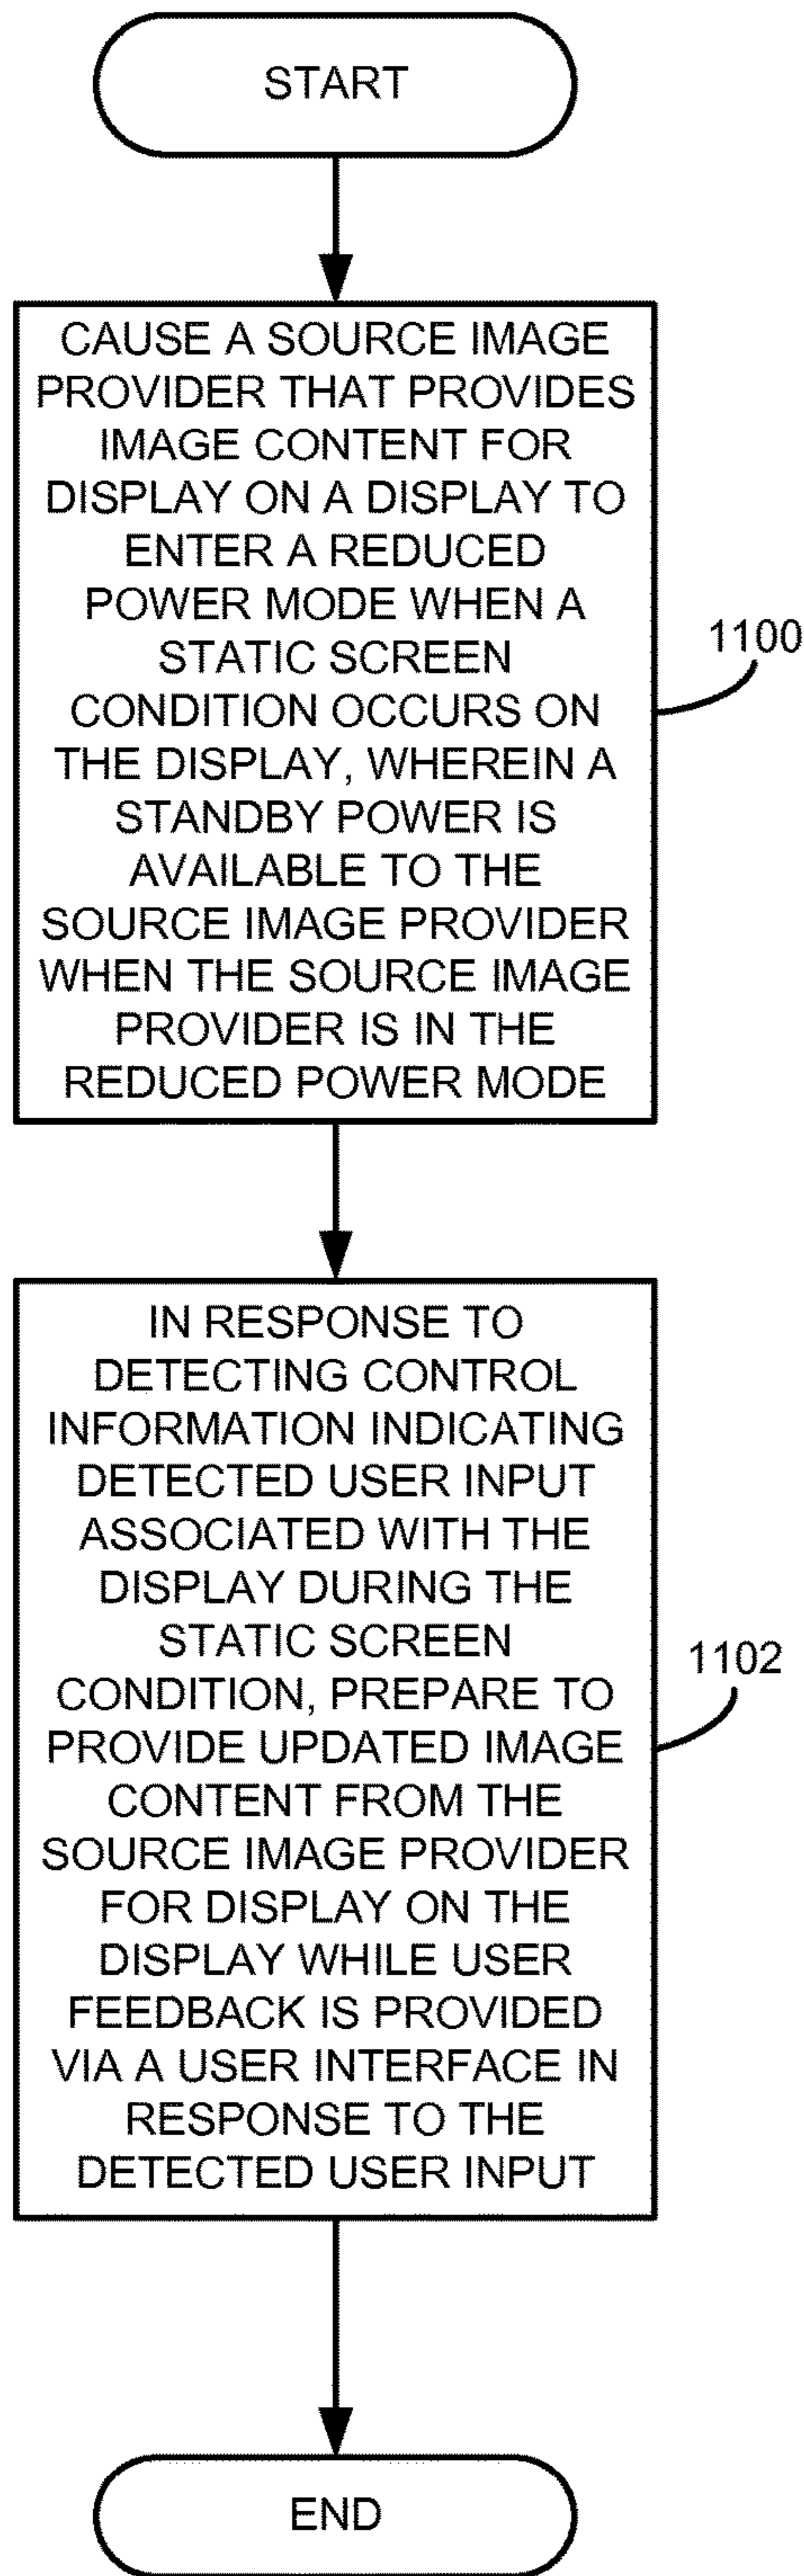 START
CAUSE A SOURCE IMAGE
PROVIDER THAT PROVIDES
IMAGE CONTENT FOR
DISPLAY ON A DISPLAY TO
ENTER A REDUCED
POWER MODE WHEN A
STATIC SCREEN
CONDITION OCCURS ON
THE DISPLAY, WHEREIN A
STANDBY POWER IS
AVAILABLE TO THE
SOURCE IMAGE PROVIDER
WHEN THE SOURCE IMAGE
PROVIDER IS IN THE
REDUCED POWER MODE
1100
IN RESPONSE TO
DETECTING CONTROL
INFORMATION INDICATING
DETECTED USER INPUT
ASSOCIATED WITH THE
DISPLAY DURING THE
STATIC SCREEN
CONDITION, PREPARE TO
PROVIDE UPDATED IMAGE
CONTENT FROM THE
SOURCE IMAGE PROVIDER
FOR DISPLAY ON THE
DISPLAY WHILE USER
FEEDBACK IS PROVIDED
VIA A USER INTERFACE IN
RESPONSE TO THE
DETECTED USER INPUT
1102
END